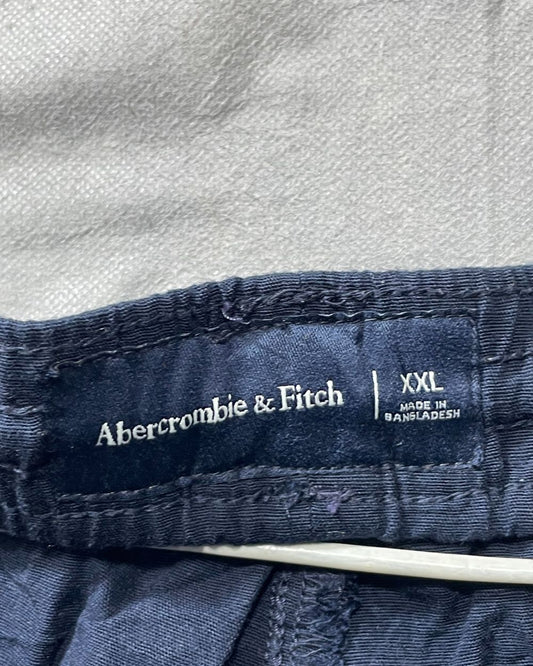 Abercrombie & Fitch
XXL
MADE IN
BANGLADESH